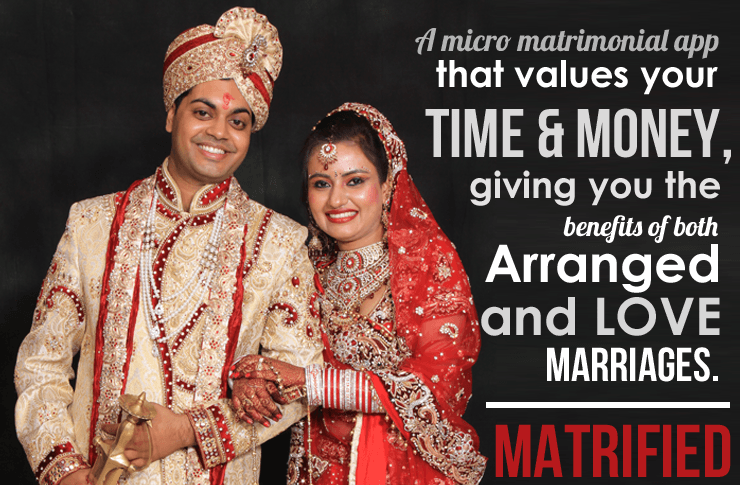 A micro matrimonial app
that values your
TIME & MONEY,
giving you the
benefits of both
Arranged
and LOVE
MARRIAGES.
MATRIFIED